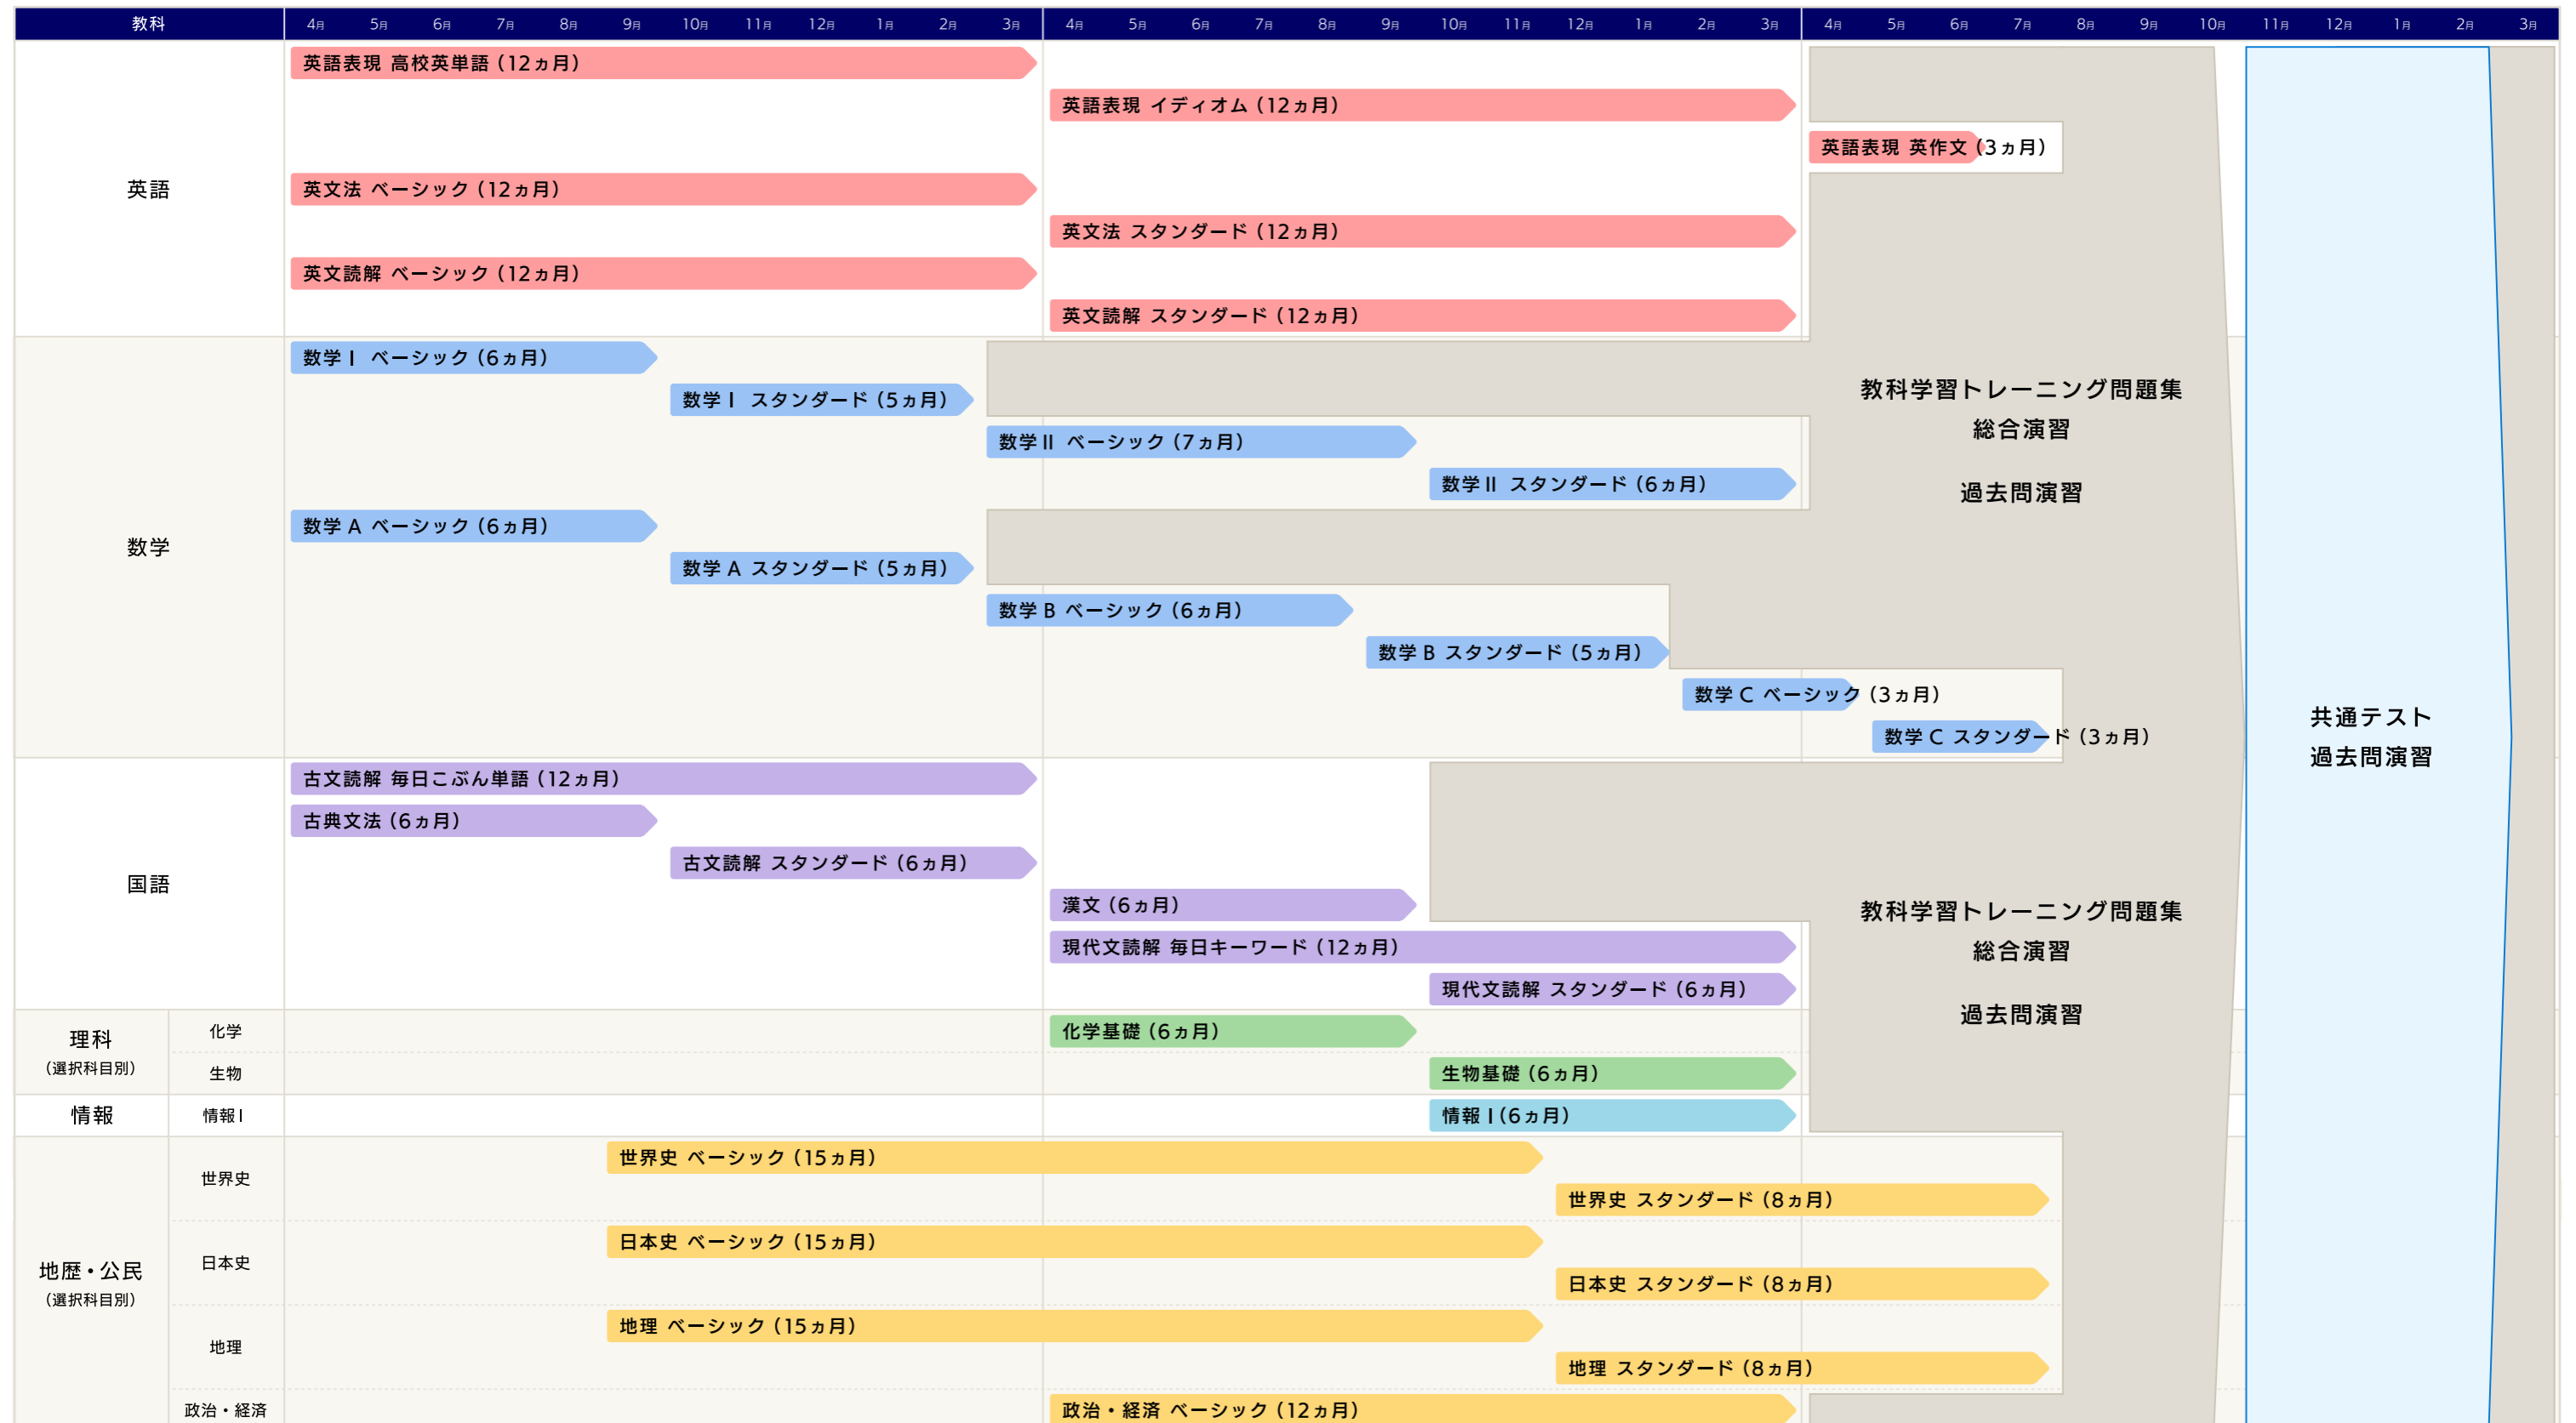 教科 4月 5月 6月 7月 8月 9月 10月 11月 12月 1月 2月 3月 4月 5月 6月 7月 8月 9月 10月 11月 12月 1月 2月 3月 4月 5月 6月 7月 8月 9月 10月 11月 12月 1月 2月 3月
英語
英語表現 高校英単語 (12ヵ月)
英語表現 イディオム (12ヵ月)
英語表現 英作文 (3ヵ月)
英文法 ベーシック (12ヵ月)
英文法 スタンダード (12ヵ月)
英文読解 ベーシック (12ヵ月)
英文読解 スタンダード (12ヵ月)
数学
数学Ⅰ ベーシック (6ヵ月)
数学Ⅰ スタンダード (5ヵ月)
数学Ⅱ ベーシック (7ヵ月)
数学Ⅱ スタンダード (6ヵ月)
数学A ベーシック (6ヵ月)
数学A スタンダード (5ヵ月)
数学B ベーシック (6ヵ月)
数学B スタンダード (5ヵ月)
数学C ベーシック (3ヵ月)
数学C スタンダード (3ヵ月)
教科学習トレーニング問題集
総合演習
過去問演習
共通テスト
過去問演習
国語
古文読解 毎日こぶん単語 (12ヵ月)
古典文法 (6ヵ月)
古文読解 スタンダード (6ヵ月)
漢文 (6ヵ月)
現代文読解 毎日キーワード (12ヵ月)
現代文読解 スタンダード (6ヵ月)
教科学習トレーニング問題集
総合演習
過去問演習
理科
(選択科目別)
化学
化学基礎 (6ヵ月)
生物
生物基礎 (6ヵ月)
情報
情報Ⅰ
情報Ⅰ(6ヵ月)
地歴・公民
(選択科目別)
世界史
世界史 ベーシック (15ヵ月)
世界史 スタンダード (8ヵ月)
日本史
日本史 ベーシック (15ヵ月)
日本史 スタンダード (8ヵ月)
地理
地理 ベーシック (15ヵ月)
地理 スタンダード (8ヵ月)
政治・経済
政治・経済 ベーシック (12ヵ月)